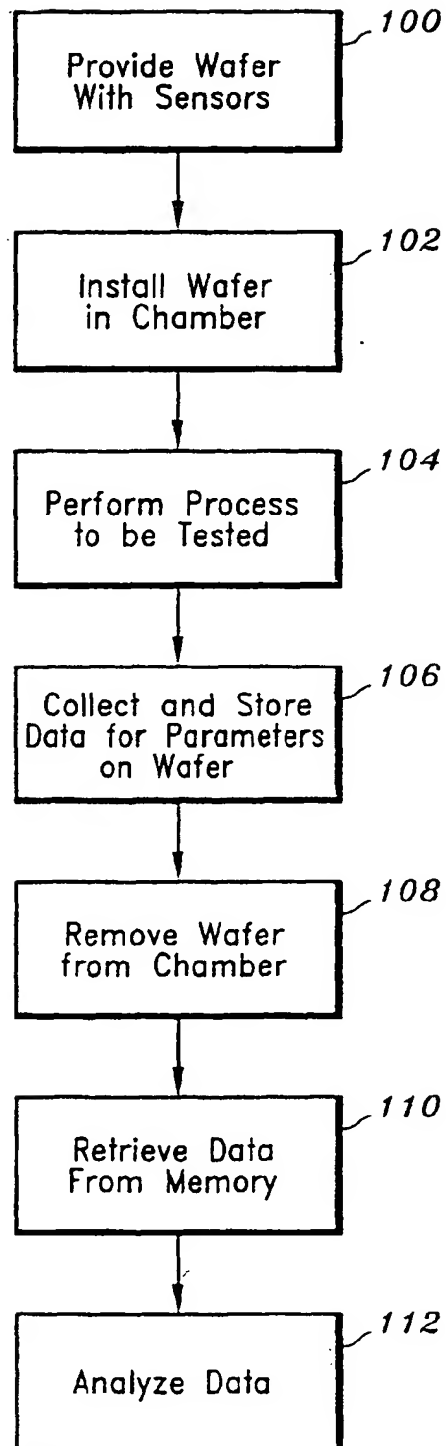 100
Provide Wafer
With Sensors
102
Install Wafer
in Chamber
104
Perform Process
to be Tested
106
Collect and Store
Data for Parameters
on Wafer
108
Remove Wafer
from Chamber
110
Retrieve Data
From Memory
112
Analyze Data